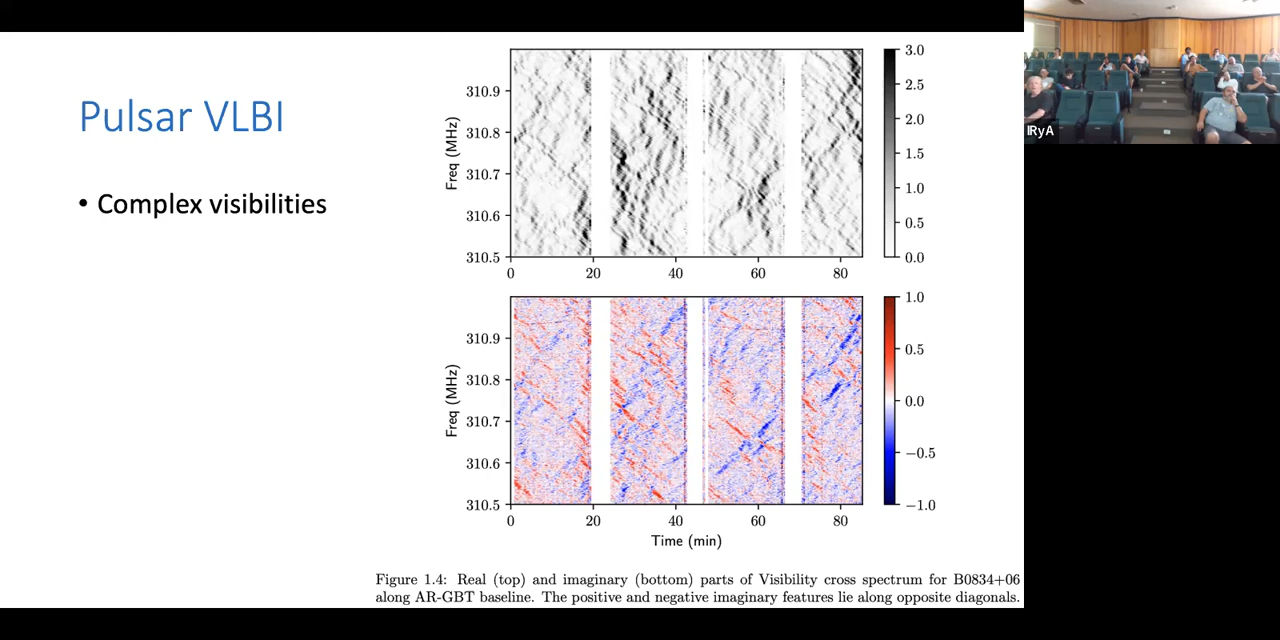 Pulsar VLBI
• Complex visibilities
Freq (MHz)
310.9
310.8
310.7
310.6
310.5
0 20 40 60 80
3.0
2.5
2.0
1.5
1.0
0.5
0.0
Freq (MHz)
310.9
310.8
310.7
310.6
310.5
0 20 40 60 80
Time (min)
1.0
0.5
0.0
−0.5
−1.0
Figure 1.4: Real (top) and imaginary (bottom) parts of Visibility cross spectrum for B0834+06
along AR-GBT baseline. The positive and negative imaginary features lie along opposite diagonals.
IRyA